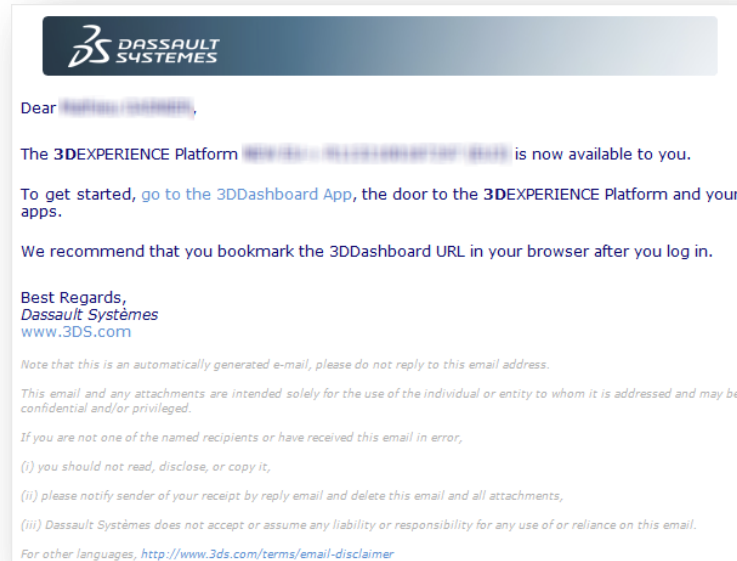 DASSAULT
SYSTEMES
Dear ,
The 3DEXPERIENCE Platform is now available to you.
To get started, go to the 3DDashboard App, the door to the 3DEXPERIENCE Platform and your
apps.
We recommend that you bookmark the 3DDashboard URL in your browser after you log in.
Best Regards,
Dassault Systèmes
www.3DS.com
Note that this is an automatically generated e-mail, please do not reply to this email address.
This email and any attachments are intended solely for the use of the individual or entity to whom it is addressed and may be
confidential and/or privileged.
If you are not one of the named recipients or have received this email in error,
(i) you should not read, disclose, or copy it,
(ii) please notify sender of your receipt by reply email and delete this email and all attachments,
(iii) Dassault Systèmes does not accept or assume any liability or responsibility for any use of or reliance on this email.
For other languages, http://www.3ds.com/terms/email-disclaimer